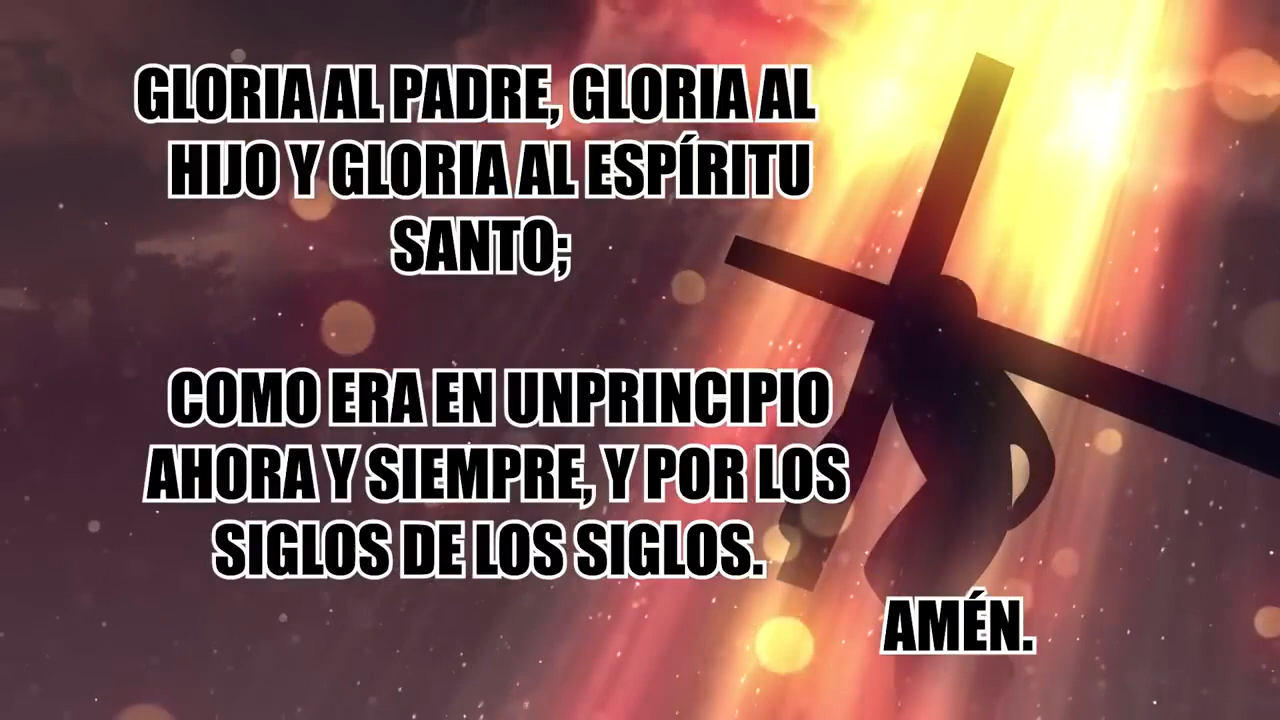 GLORIA AL PADRE, GLORIA AL
HIJO Y GLORIA AL ESPÍRITU
SANTO;
COMO ERA EN UNPRINCIPIO
AHORA Y SIEMPRE, Y POR LOS
SIGLOS DE LOS SIGLOS.
AMÉN.